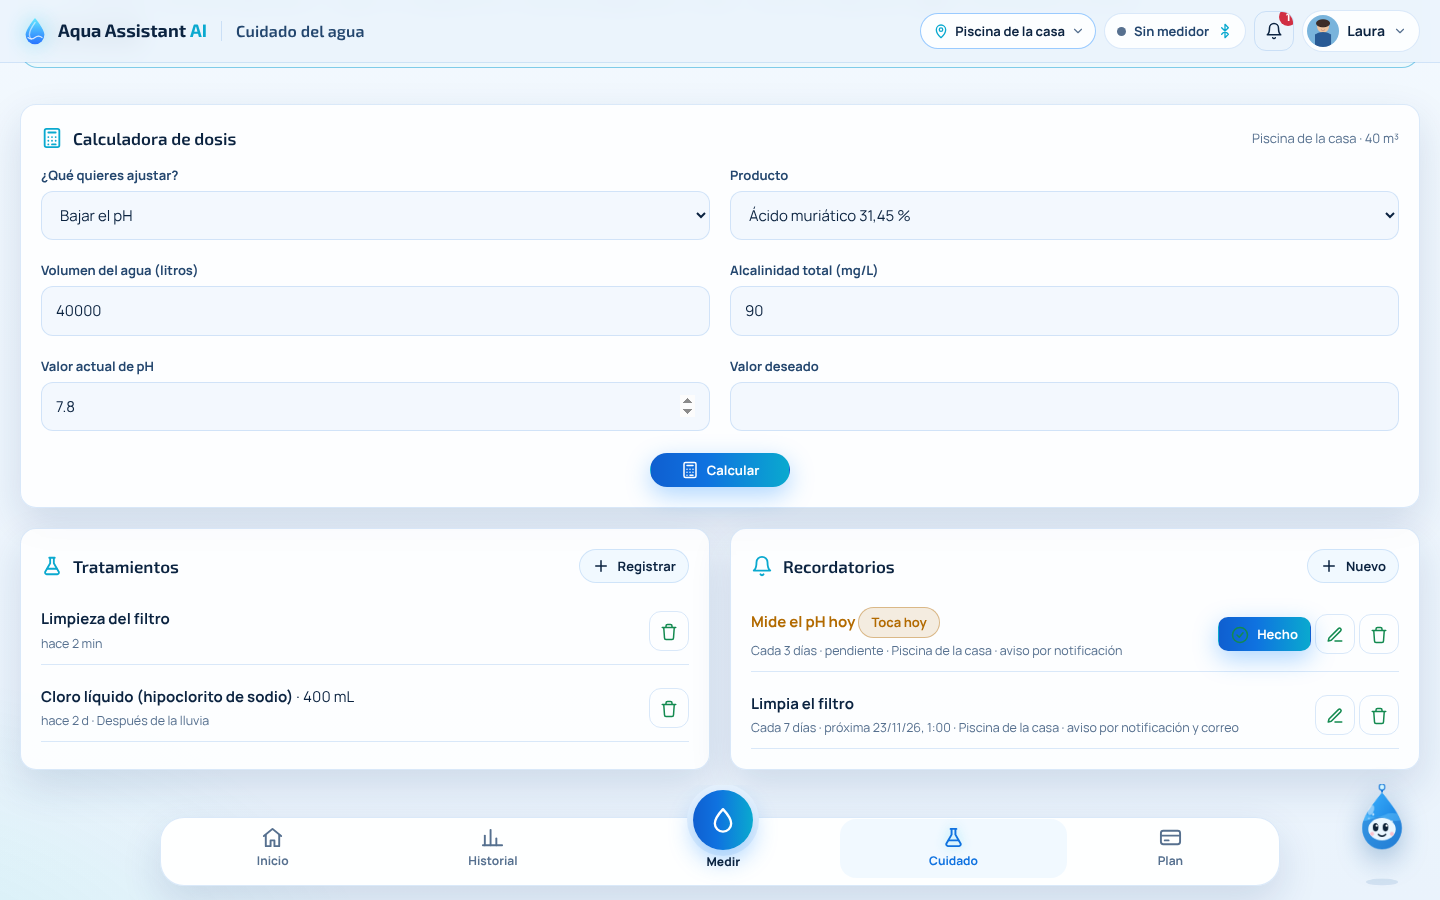 Aqua Assistant AI
Cuidado del agua
Piscina de la casa
Sin medidor
1
Laura
Calculadora de dosis
Piscina de la casa · 40 m³
¿Qué quieres ajustar?
Producto
Bajar el pH
Ácido muriático 31,45 %
Volumen del agua (litros)
Alcalinidad total (mg/L)
40000
90
Valor actual de pH
Valor deseado
7.8
Calcular
Tratamientos
Registrar
Limpieza del filtro
hace 2 min
Cloro líquido (hipoclorito de sodio) · 400 mL
hace 2 d · Después de la lluvia
Recordatorios
Nuevo
Mide el pH hoy
Toca hoy
Cada 3 días · pendiente · Piscina de la casa · aviso por notificación
Hecho
Limpia el filtro
Cada 7 días · próxima 23/11/26, 1:00 · Piscina de la casa · aviso por notificación y correo
Inicio
Historial
Medir
Cuidado
Plan